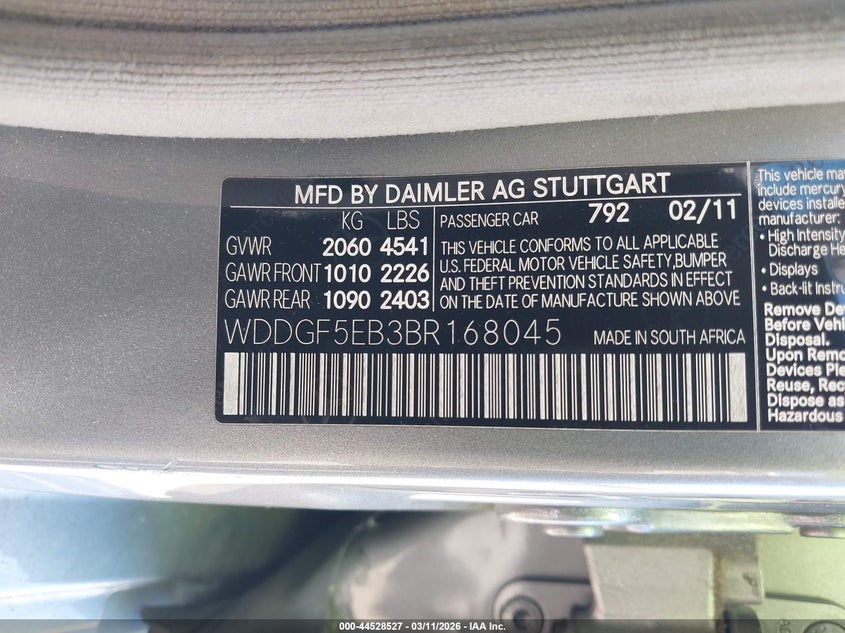 MFD BY DAIMLER AG STUTTGART
KG LBS
GVWR 2060 4541
GAWR FRONT 1010 2226
GAWR REAR 1090 2403
PASSENGER CAR 792 02/11
THIS VEHICLE CONFORMS TO ALL APPLICABLE
U.S. FEDERAL MOTOR VEHICLE SAFETY,BUMPER
AND THEFT PREVENTION STANDARDS IN EFFECT
ON THE DATE OF MANUFACTURE SHOWN ABOVE
WDDGF5EB3BR168045
MADE IN SOUTH AFRICA
This vehicle may
include mercury
devices installe
manufacturer:
• High Intensity
Discharge He
• Displays
• Back-lit Instru
Remove Dev
Before Vehi
Disposal.
Upon Remo
Devices Ple
Reuse, Recy
Dispose as
Hazardous
000-44528527 - 03/11/2026 - IAA Inc.